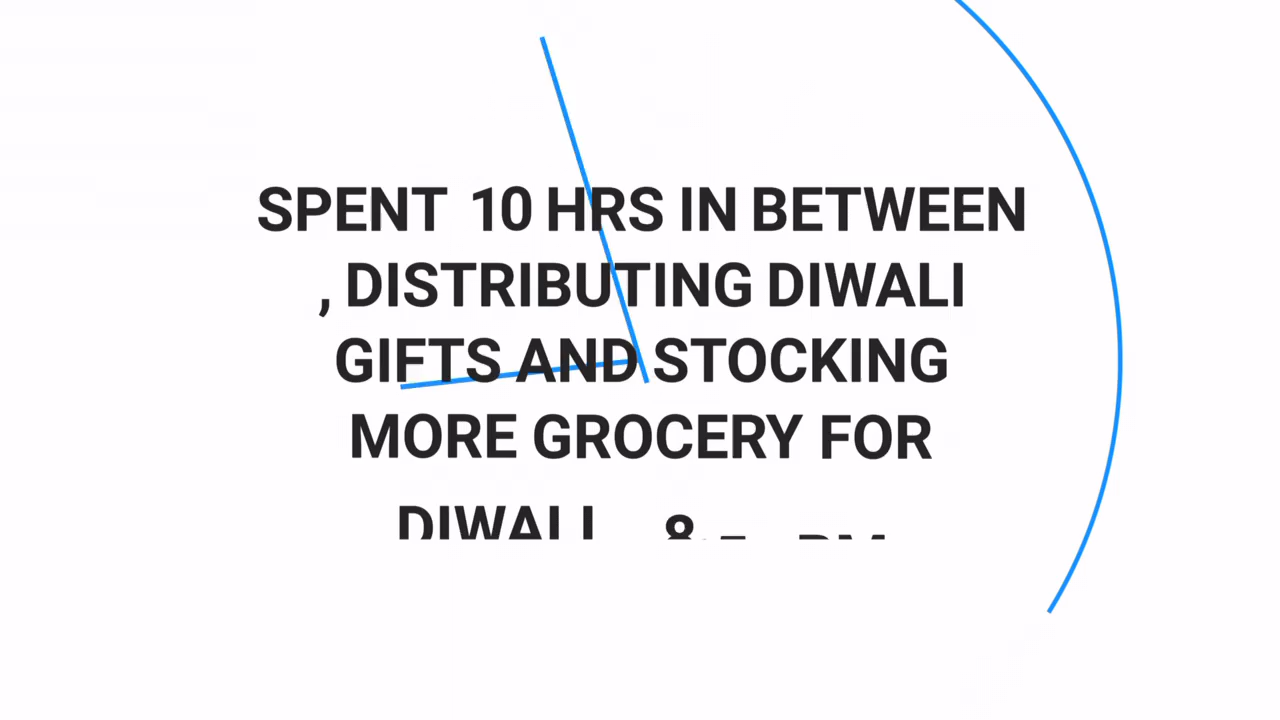 SPENT 10 HRS IN BETWEEN
, DISTRIBUTING DIWALI
GIFTS AND STOCKING
MORE GROCERY FOR
DIWALI